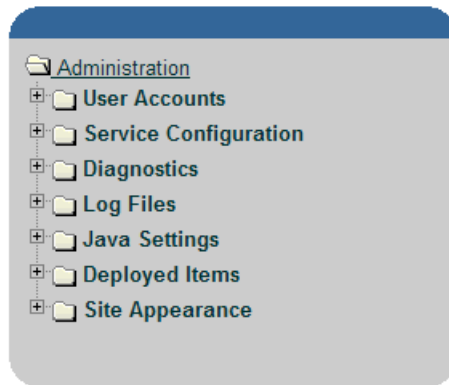 Administration
User Accounts
Service Configuration
Diagnostics
Log Files
Java Settings
Deployed Items
Site Appearance